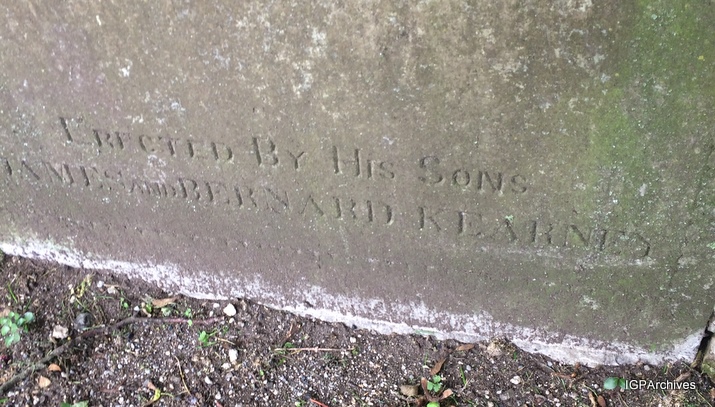 ERECTED BY HIS SONS
JAMES AND BERNARD KEARNEY
IGPArchives